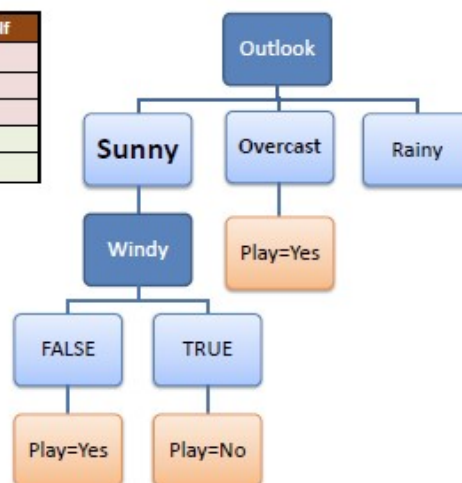 Outlook
Sunny
Overcast
Rainy
Windy
Play=Yes
FALSE
TRUE
Play=Yes
Play=No